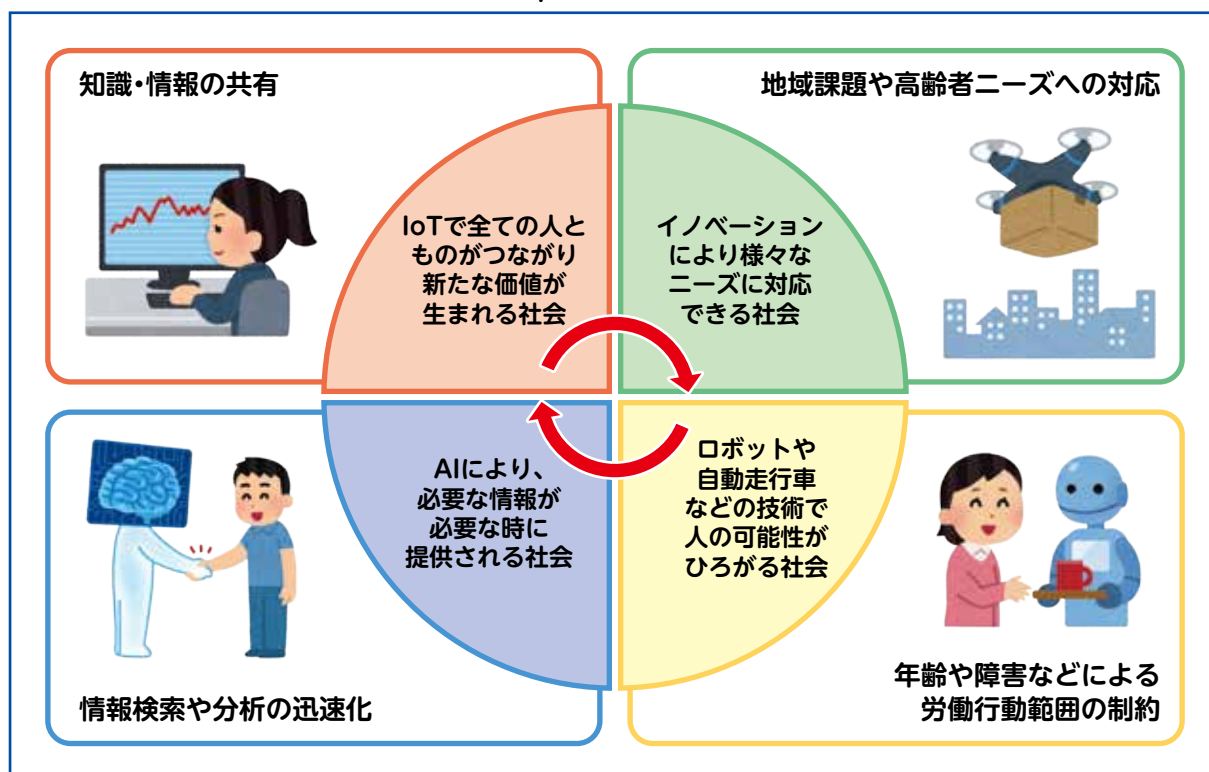 知識・情報の共有
IoTで全ての人と
ものがつながり
新たな価値が
生まれる社会
地域課題や高齢者ニーズへの対応
イノベーション
により様々な
ニーズに対応
できる社会
AIにより、
必要な情報が
必要な時に
提供される社会
情報検索や分析の迅速化
ロボットや
自動走行車
などの技術で
人の可能性が
ひろがる社会
年齢や障害などによる
労働行動範囲の制約